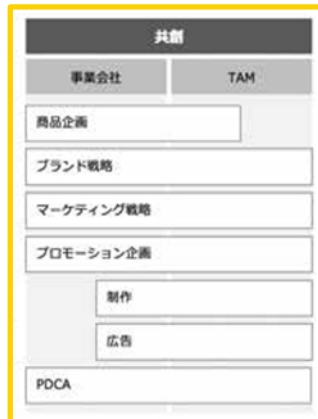 共創
事業会社 TAM
商品企画
ブランド戦略
マーケティング戦略
プロモーション企画
制作
広告
PDCA